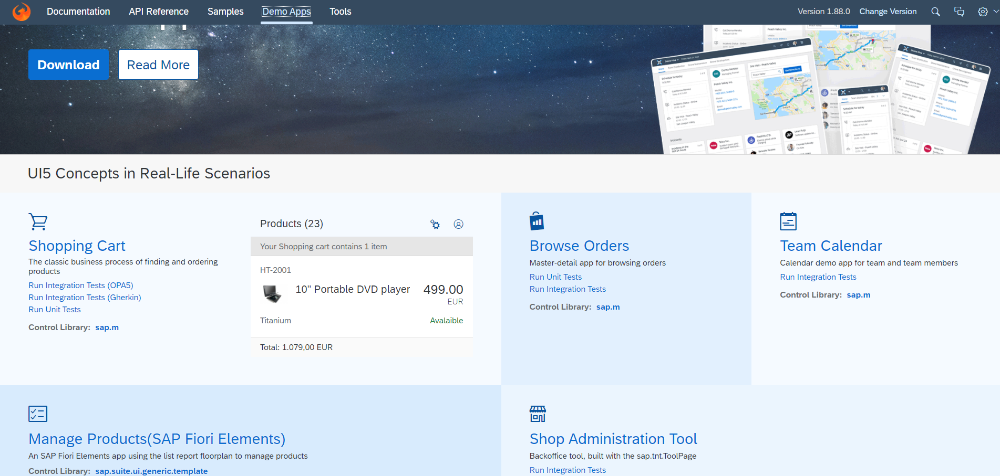 Documentation
API Reference
Samples
Demo Apps
Tools
Version 1.88.0
Change Version
Download
Read More
UI5 Concepts in Real-Life Scenarios
Shopping Cart
The classic business process of finding and ordering
products
Run Integration Tests (OPA5)
Run Integration Tests (Gherkin)
Run Unit Tests
Control Library: sap.m
Products (23)
Your Shopping cart contains 1 item
HT-2001
10" Portable DVD player
499.00
EUR
Titanium
Avalaible
Total: 1.079,00 EUR
Browse Orders
Master-detail app for browsing orders
Run Unit Tests
Run Integration Tests
Control Library: sap.m
Team Calendar
Calendar demo app for team and team members
Run Integration Tests
Control Library: sap.m
Manage Products(SAP Fiori Elements)
An SAP Fiori Elements app using the list report floorplan to manage products
Control Library: sap.suite.ui.generic.template
Shop Administration Tool
Backoffice tool, built with the sap.tnt.ToolPage
Run Integration Tests